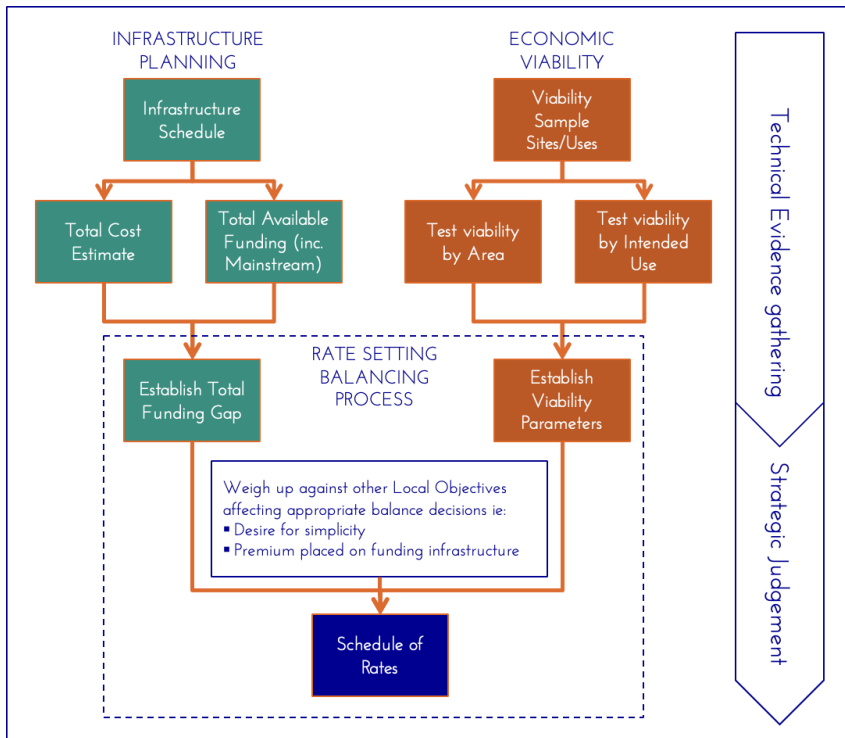 INFRASTRUCTURE
PLANNING
ECONOMIC
VIABILITY
Infrastructure
Schedule
Viability
Sample
Sites/Uses
Total Cost
Estimate
Total Available
Funding (inc.
Mainstream)
Test viability
by Area
Test viability
by Intended
Use
RATE SETTING
BALANCING
PROCESS
Establish Total
Funding Gap
Establish
Viability
Parameters
Weigh up against other Local Objectives
affecting appropriate balance decisions ie:
▪ Desire for simplicity
▪ Premium placed on funding infrastructure
Schedule of
Rates
Technical Evidence gathering
Strategic Judgement